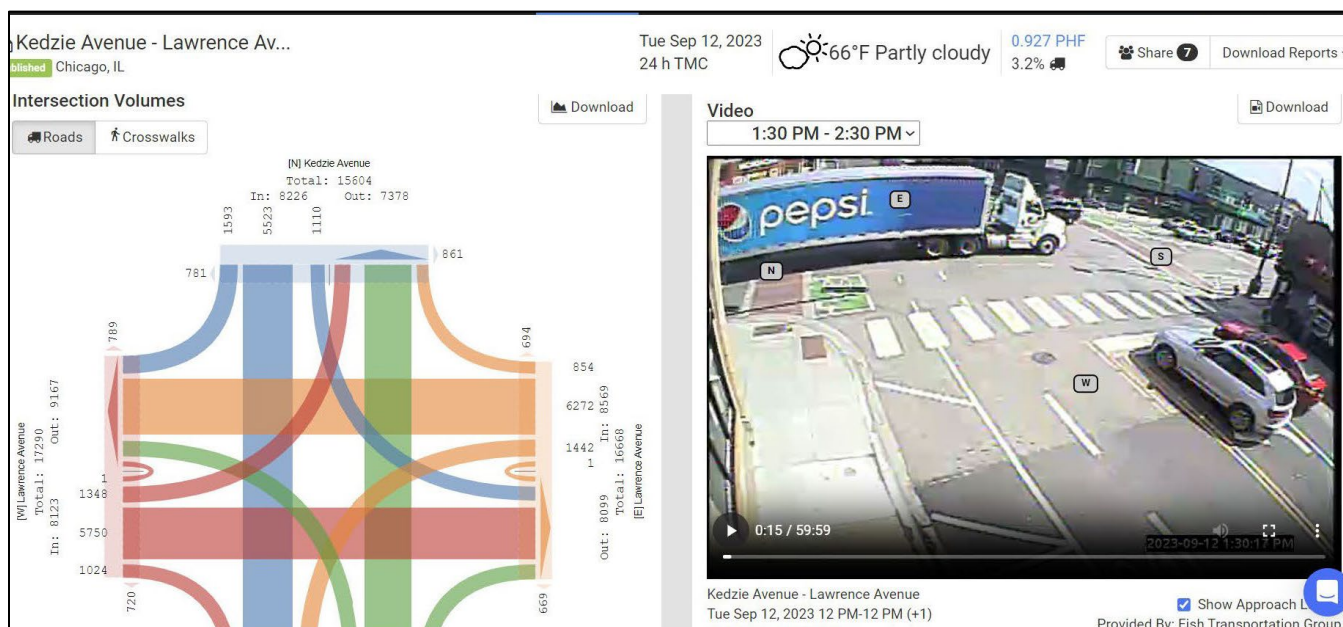 Kedzie Avenue - Lawrence Av...
Chicago, IL
Tue Sep 12, 2023
24 h TMC
66°F Partly cloudy
0.927 PHF
3.2%
Share 7
Download Reports
Intersection Volumes
Download
Roads
Crosswalks
[N] Kedzie Avenue
Total: 15604
In: 8226 Out: 7378
1593
5523
1110
781
861
789
694
[W] Lawrence Avenue
Total: 17290
In: 8123 Out: 9167
1
1348
5750
1024
720
854
6272
1442
1
In: 8569
Out: 8099
Total: 16668
[E] Lawrence Avenue
669
Video
Download
1:30 PM - 2:30 PM
pepsi
E
N
S
W
0:15 / 59:59
2023-09-12 1:30:17 PM
Kedzie Avenue - Lawrence Avenue
Tue Sep 12, 2023 12 PM-12 PM (+1)
Show Approach L
Provided By: Fish Transportation Group